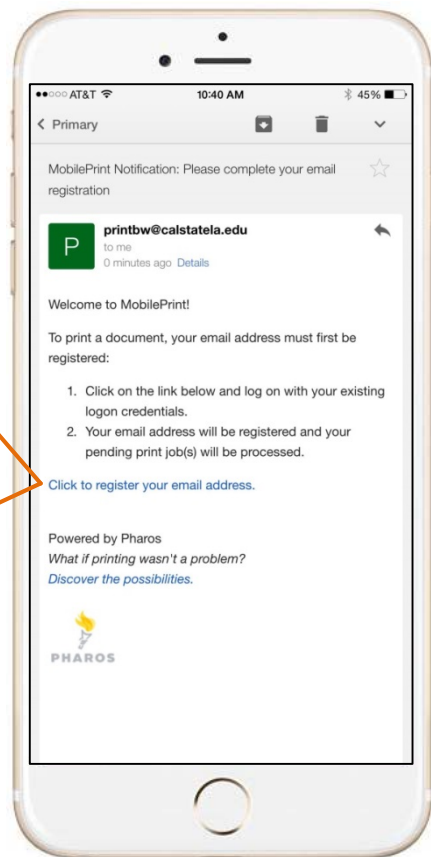 AT&T 10:40 AM 45%
Primary
MobilePrint Notification: Please complete your email
registration
P
printbw@calstatela.edu
to me
0 minutes ago Details
Welcome to MobilePrint!
To print a document, your email address must first be
registered:
1. Click on the link below and log on with your existing
logon credentials.
2. Your email address will be registered and your
pending print job(s) will be processed.
Click to register your email address.
Powered by Pharos
What if printing wasn't a problem?
Discover the possibilities.
PHAROS